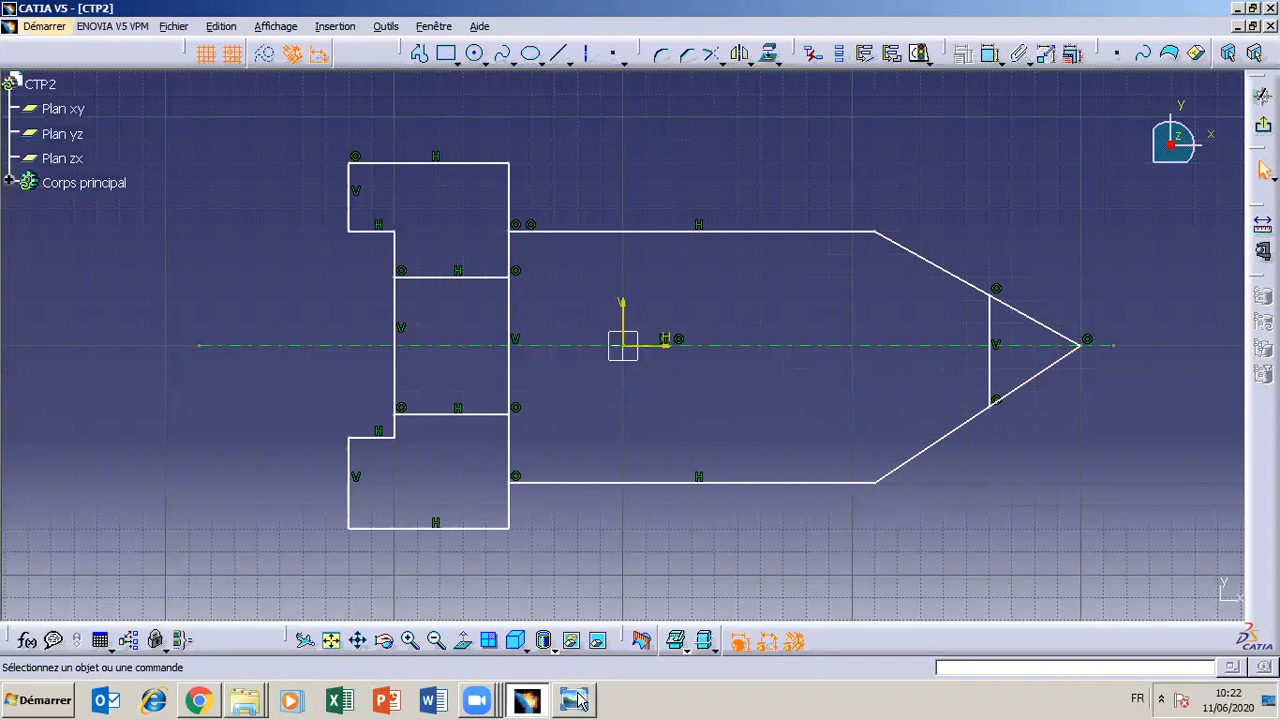 CATIA V5 - [CTP2]
Démarrer ENOVIA V5 VPM Fichier Edition Affichage Insertion Outils Fenêtre Aide
CTP2
Plan xy
Plan yz
Plan zx
Corps principal
y
x
z
H
V
H
H
H
V
V
H
V
H
H
V
H
H
V
H
y
x
f(x)
CATIA
Sélectionnez un objet ou une commande
Démarrer
FR
10:22
11/06/2020